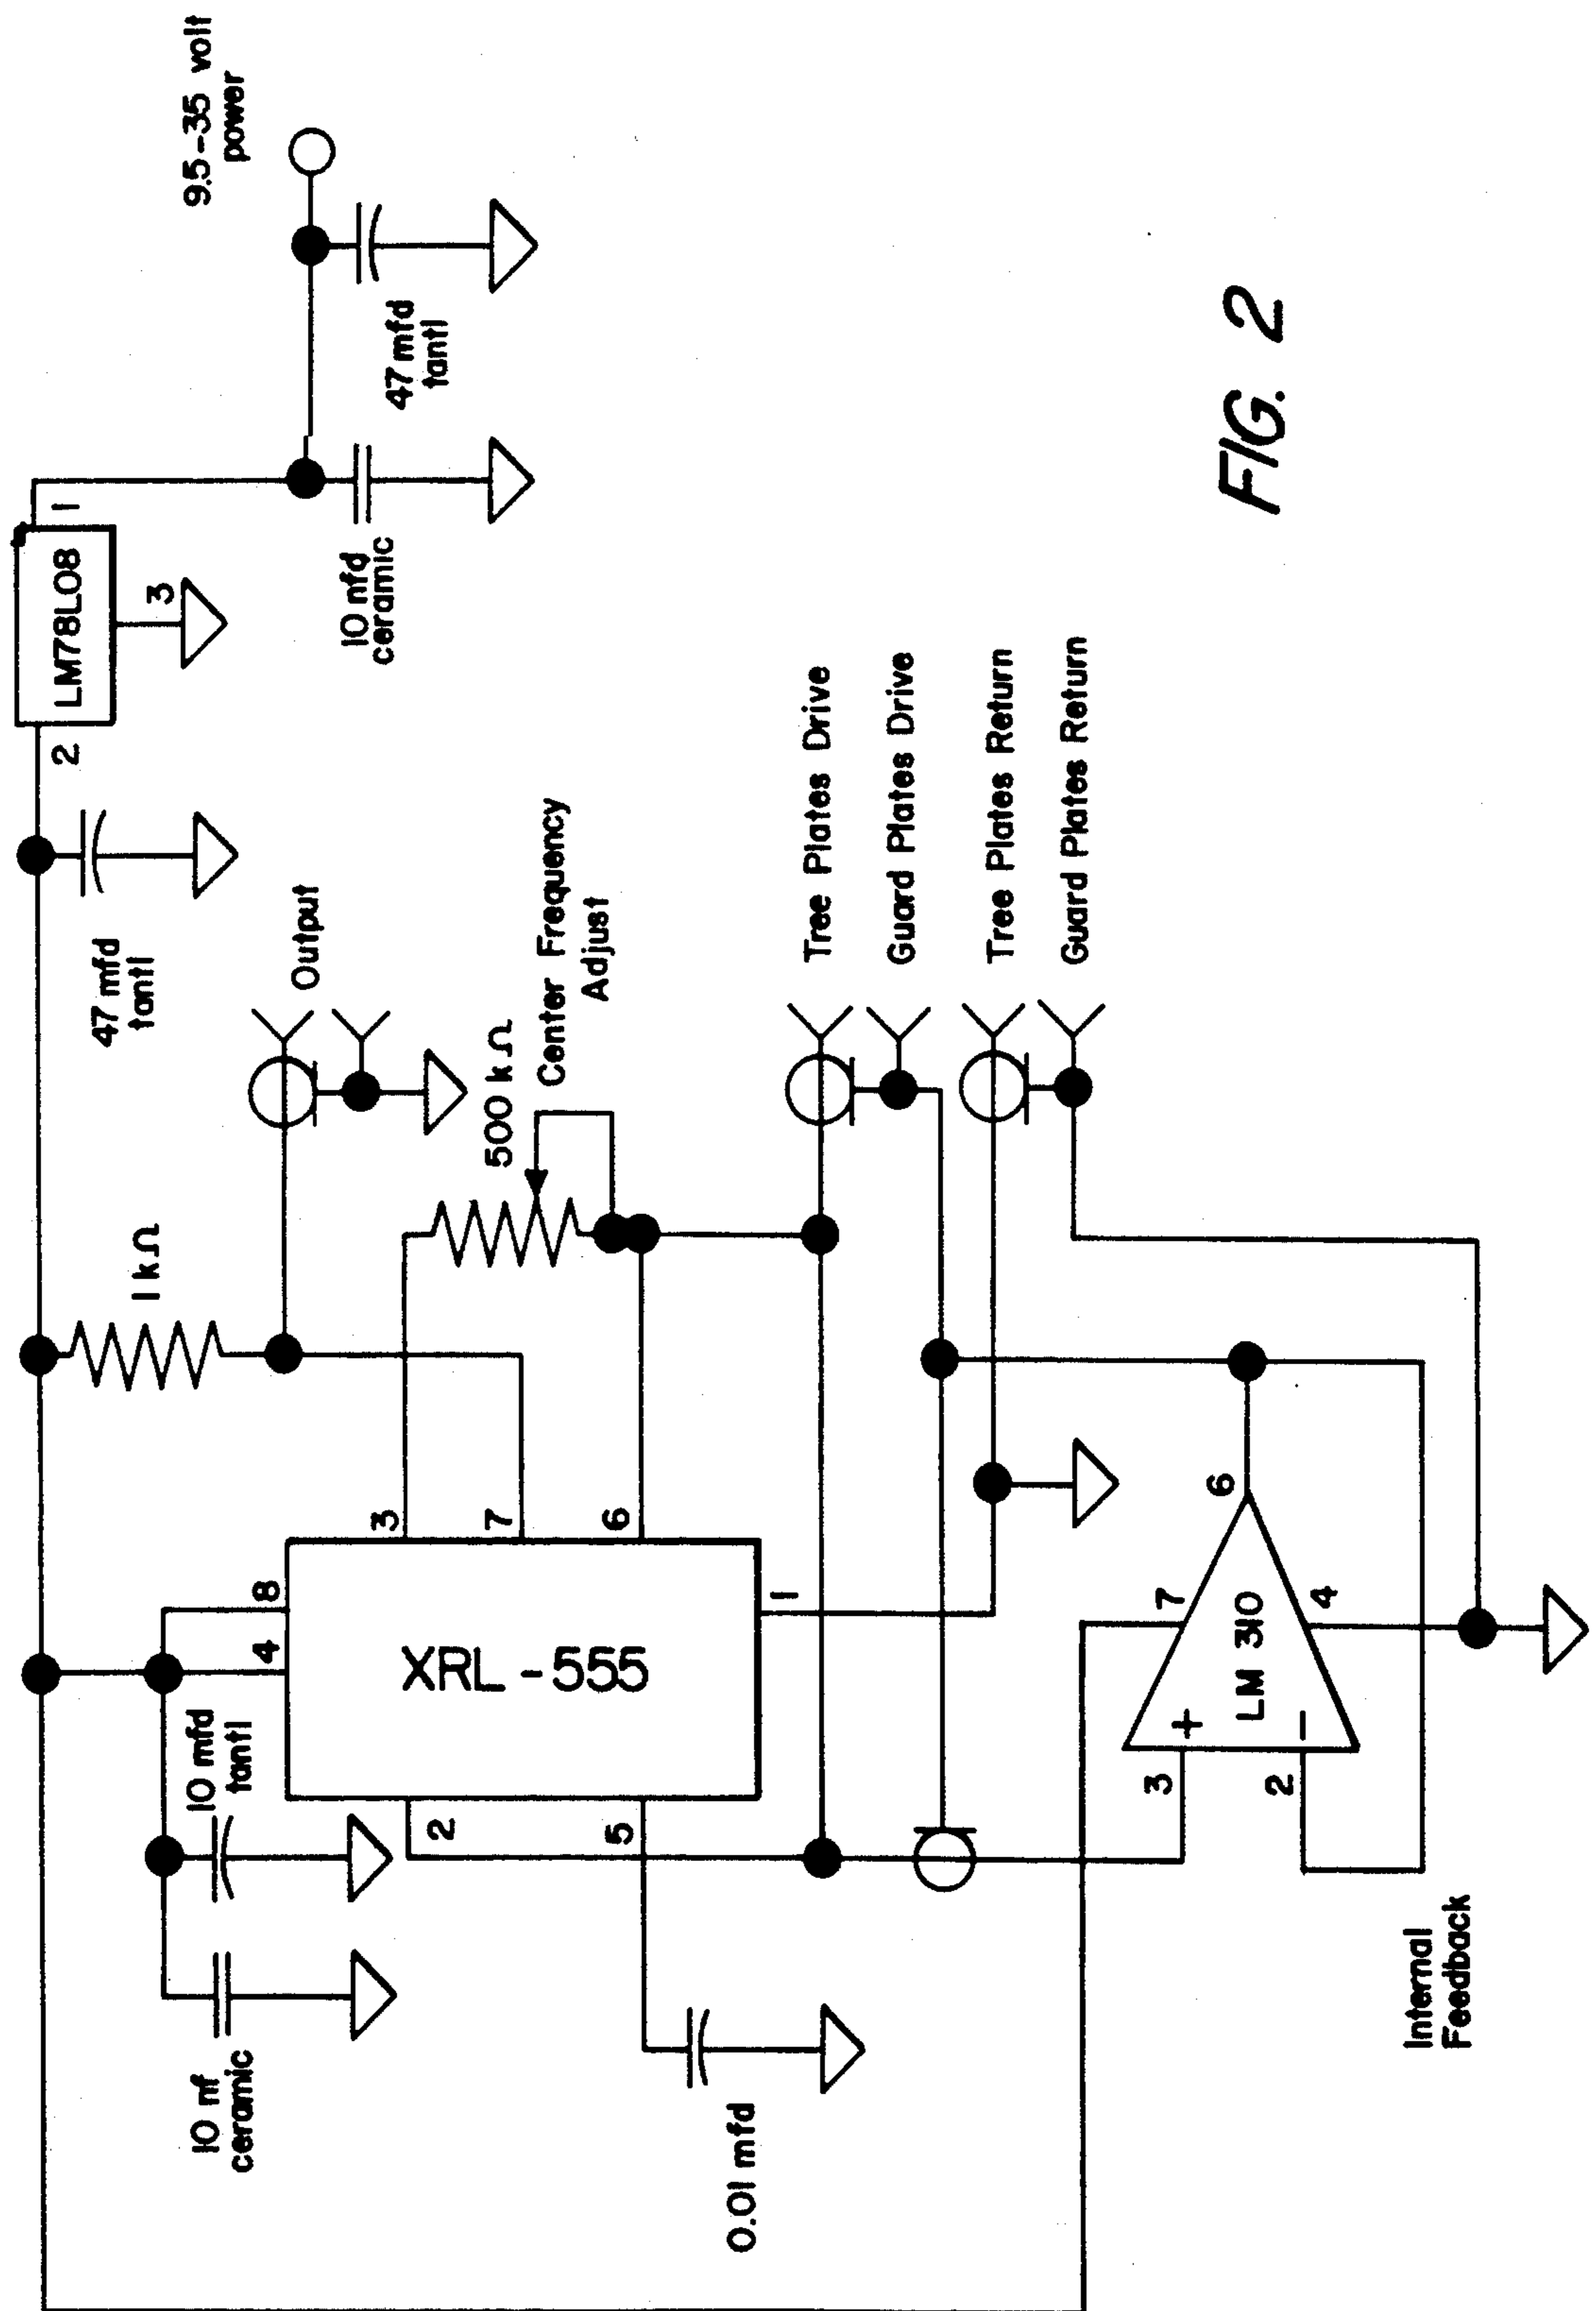 9.5-35 volt
power
47 mfd
tantl
10 nfd
ceramic
LM78L08
1
2
3
47 mfd
tantl
Output
1 kΩ
500 kΩ
Center Frequency
Adjust
Tree Plates Drive
Guard Plates Drive
Tree Plates Return
Guard Plates Return
XRL-555
8
4
3
7
6
1
2
5
10 mfd
tantl
10 nf
ceramic
0.01 mfd
LM 310
+
-
3
2
7
6
4
Internal
Feedback
FIG. 2